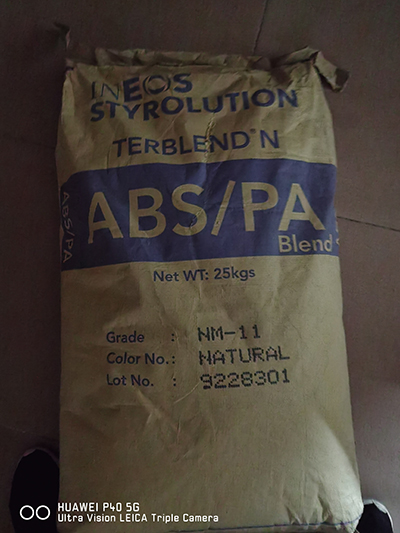 INEOS
STYROLUTION
TERBLEND® N
ABS/PA
ABS/PA
Blend
Net WT: 25kgs
Grade : NM-11
Color No.: NATURAL
Lot No. : 9228301
HUAWEI P40 5G
Ultra Vision LEICA Triple Camera